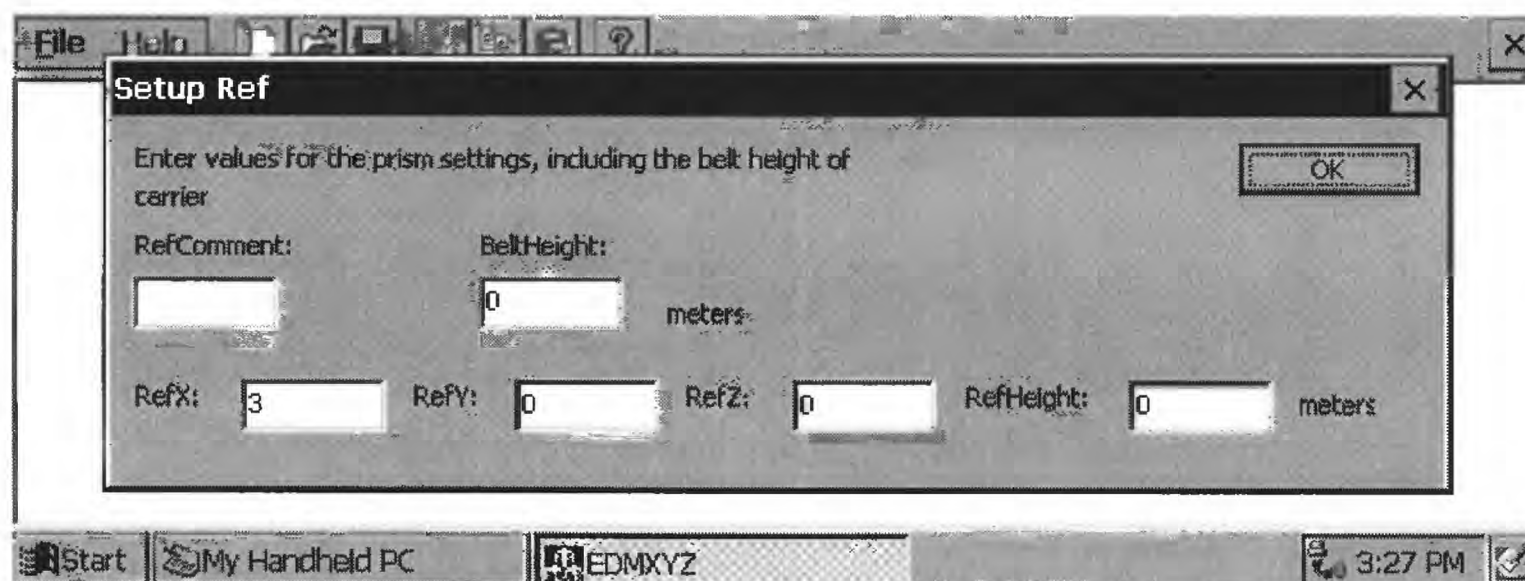 File Help
Setup Ref
Enter values for the prism settings, including the belt height of
carrier
OK
RefComment: BeltHeight:
0 meters
RefX: 3 RefY: 0 RefZ: 0 RefHeight: 0 meters
Start My Handheld PC EDMXYZ 3:27 PM